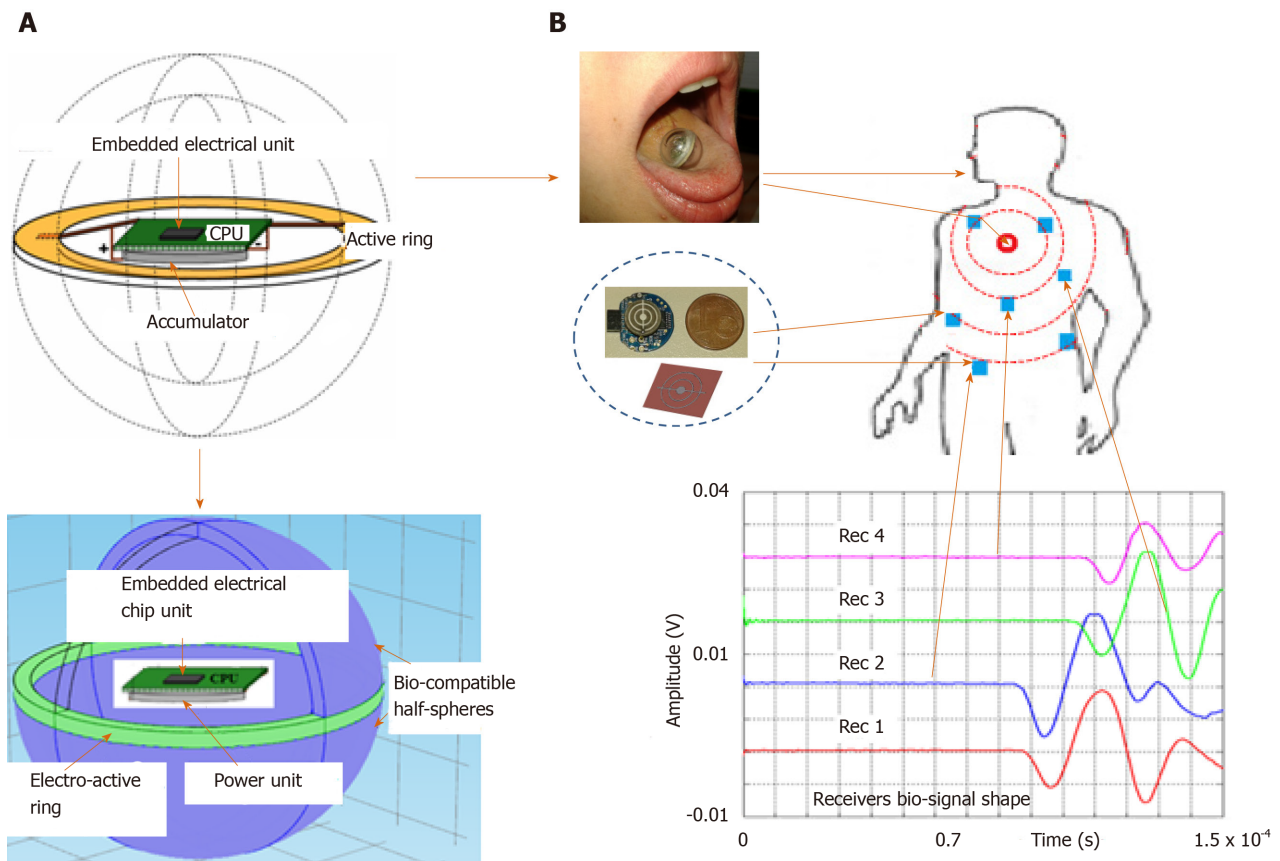 A
Embedded electrical unit
CPU
+
-
Active ring
Accumulator
Embedded electrical
chip unit
CPU
Bio-compatible
half-spheres
Electro-active
ring
Power unit
B
0.04
Rec 4
Rec 3
0.01
Rec 2
Amplitude (V)
Rec 1
Receivers bio-signal shape
-0.01
0
0.7
Time (s)
1.5 x 10-4